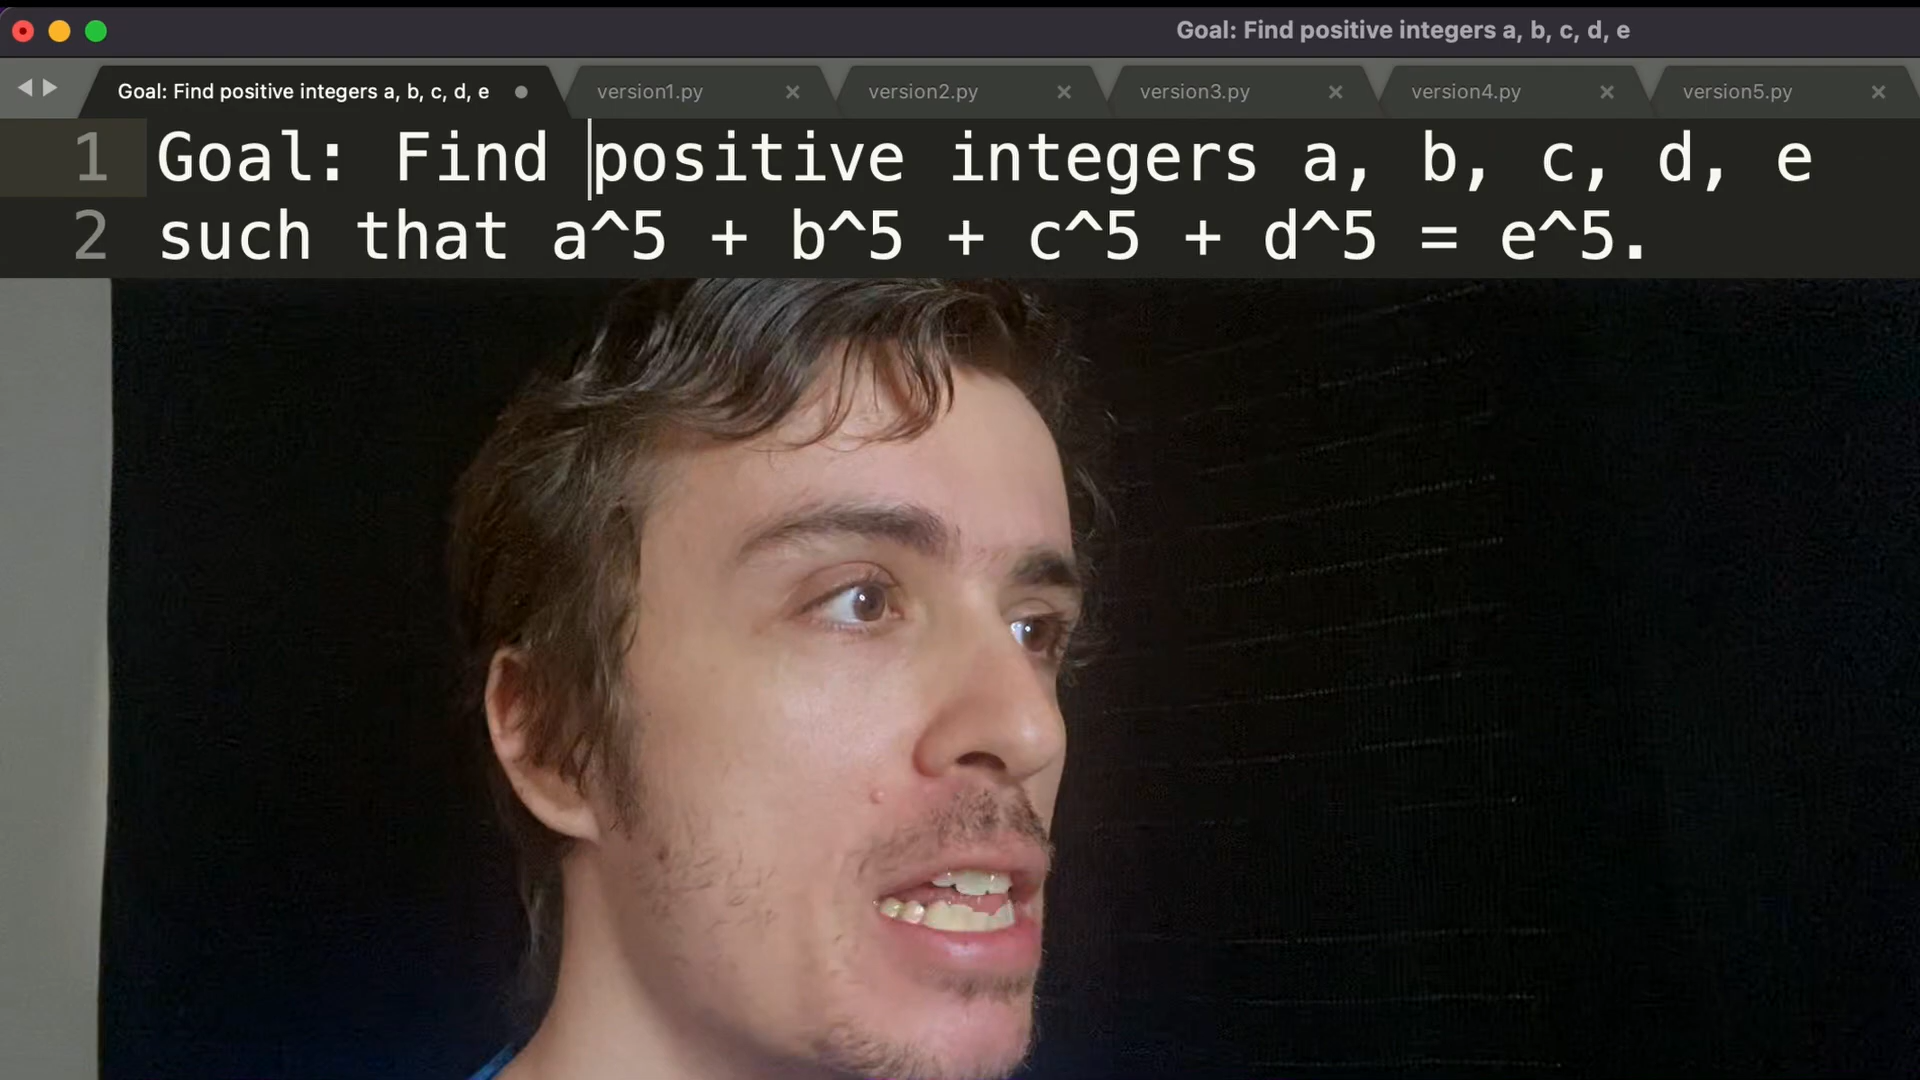 Goal: Find positive integers a, b, c, d, e
Goal: Find positive integers a, b, c, d, e
version1.py
version2.py
version3.py
version4.py
version5.py
1 Goal: Find positive integers a, b, c, d, e
2 such that a^5 + b^5 + c^5 + d^5 = e^5.